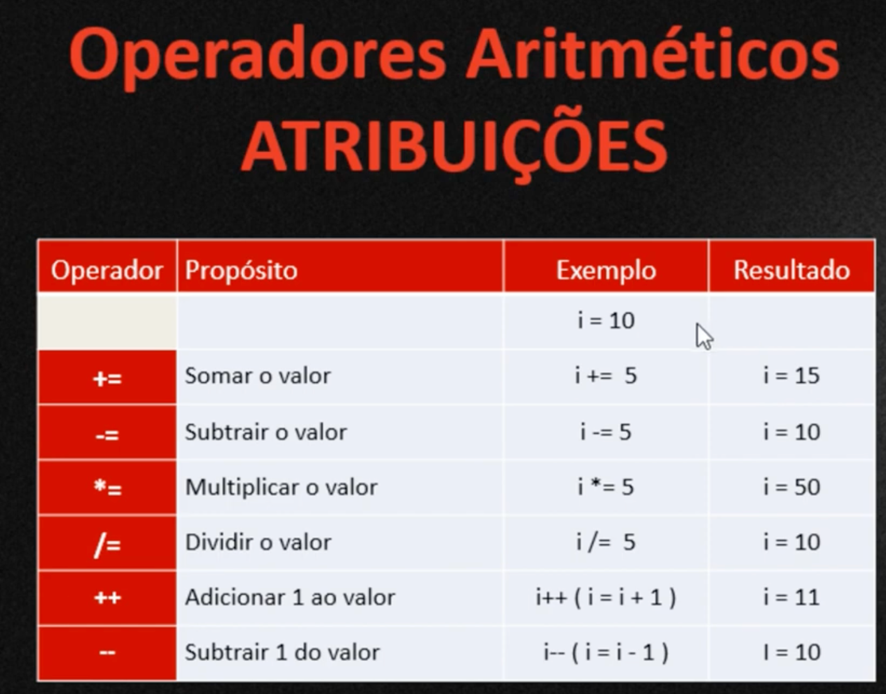 Operadores Aritméticos
ATRIBUIÇÕES
Operador Propósito Exemplo Resultado
i = 10
+= Somar o valor i += 5 i = 15
-= Subtrair o valor i -= 5 i = 10
*= Multiplicar o valor i *= 5 i = 50
/= Dividir o valor i /= 5 i = 10
++ Adicionar 1 ao valor i++ ( i = i + 1 ) i = 11
-- Subtrair 1 do valor i-- ( i = i - 1 ) I = 10